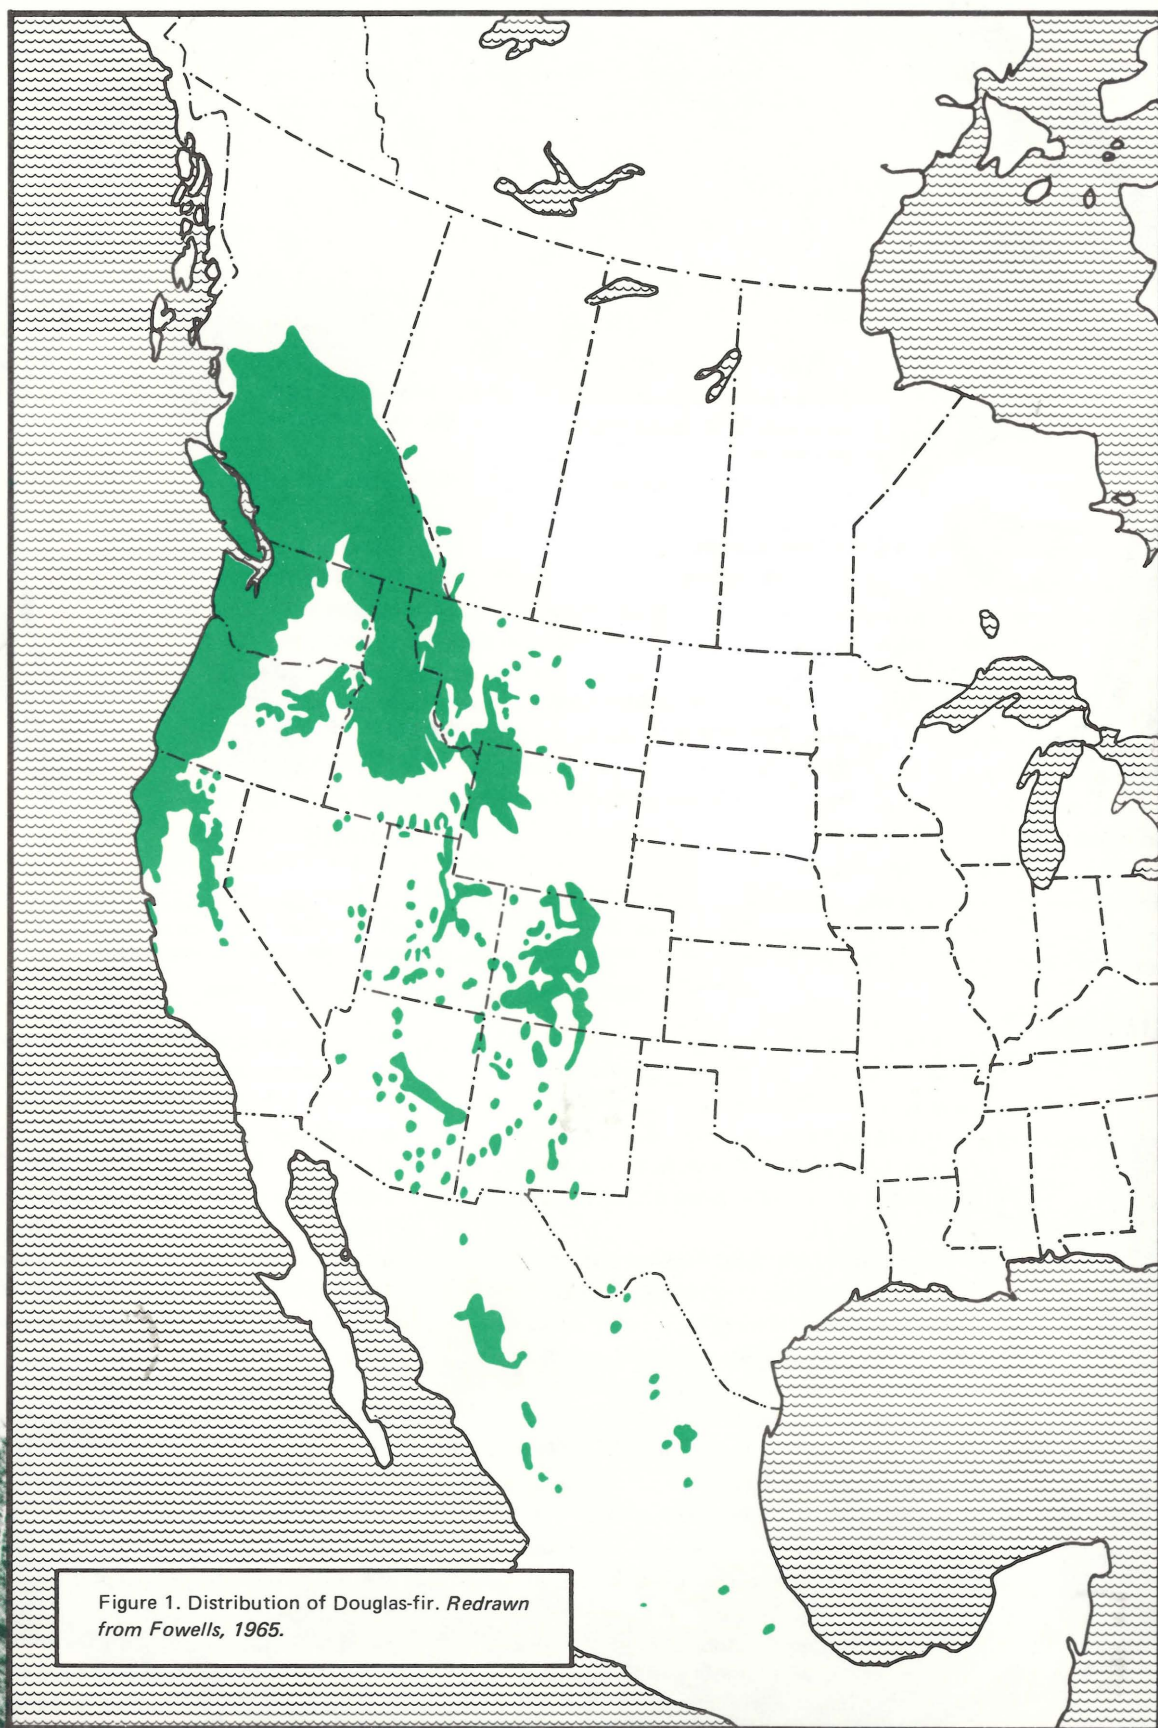 Figure 1. Distribution of Douglas-fir. Redrawn
from Fowells, 1965.